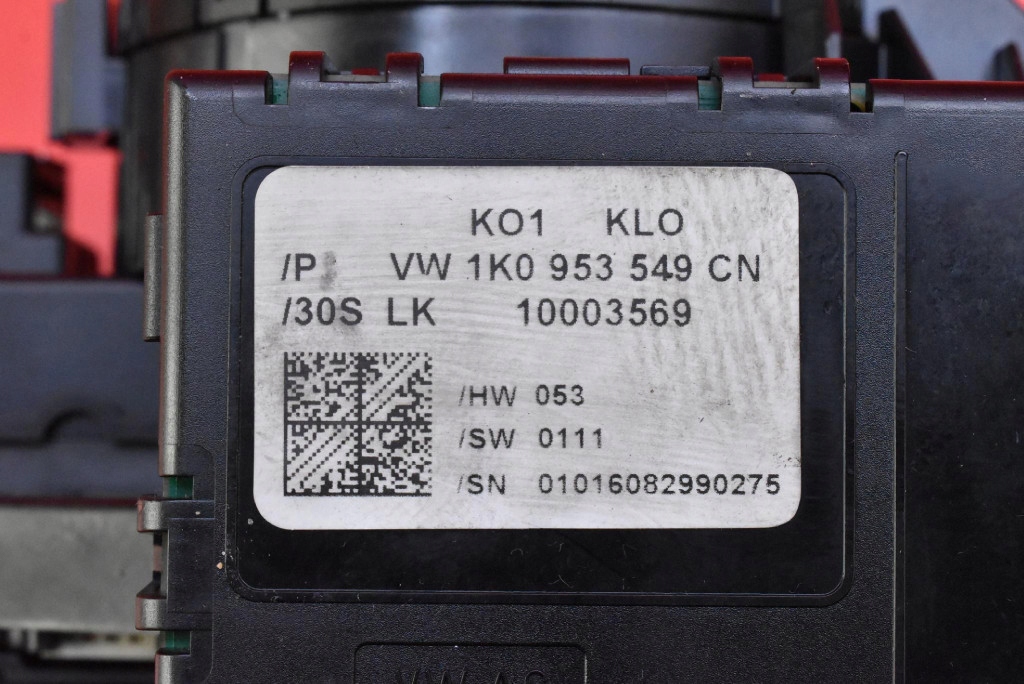 KO1 KLO
/P VW 1K0 953 549 CN
/30S LK 10003569
/HW 053
/SW 0111
/SN 01016082990275